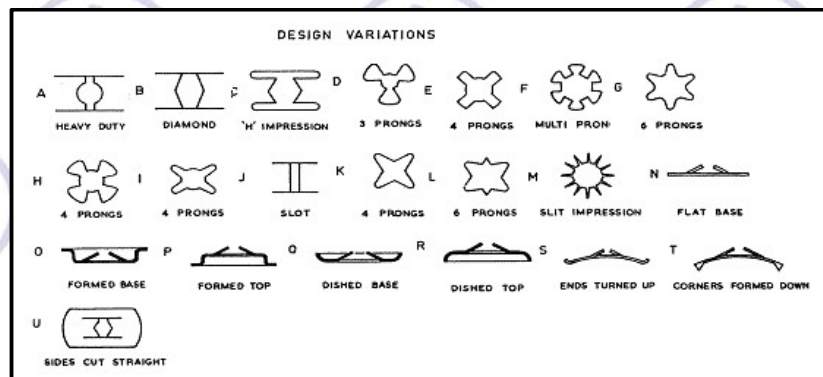 DESIGN VARIATIONS
A B D E F G
HEAVY DUTY DIAMOND 'H' IMPRESSION 3 PRONGS 4 PRONGS MULTI PRON 6 PRONGS
H I J K L M N
4 PRONGS 4 PRONGS SLOT 4 PRONGS 6 PRONGS SLIT IMPRESSION FLAT BASE
O P Q R S T
FORMED BASE FORMED TOP DISHED BASE DISHED TOP ENDS TURNED UP CORNERS FORMED DOWN
U
SIDES CUT STRAIGHT